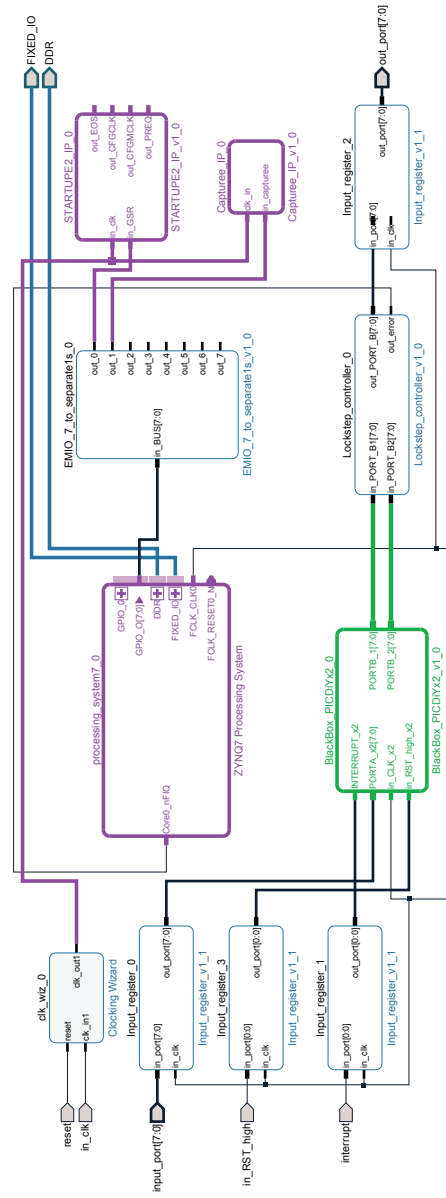 reset
in_clk
clk_wiz_0
reset
clk_in1
clk_out1
Clocking Wizard
input_port[7:0]
Input_register_0
in_port[7:0]
in_clk
out_port[7:0]
Input_register_v1_1
in_RST_high
Input_register_3
in_port[0:0]
in_clk
out_port[0:0]
Input_register_v1_1
interrupt
Input_register_1
in_port[0:0]
in_clk
out_port[0:0]
Input_register_v1_1
processing_system7_0
Core0_nFIQ
GPIO_0
GPIO_O[7:0]
DDR
FIXED_IO
FCLK_CLK0
FCLK_RESET0_N
ZYNQ7 Processing System
BlackBox_PICDiYx2_0
INTERRUPT_x2
PORTA_x2[7:0]
in_CLK_x2
in_RST_high_x2
PORTB_1[7:0]
PORTB_2[7:0]
BlackBox_PICDiYx2_v1_0
EMIO_7_to_separate1s_0
in_BUS[7:0]
out_0
out_1
out_2
out_3
out_4
out_5
out_6
out_7
EMIO_7_to_separate1s_v1_0
Lockstep_controller_0
in_PORT_B1[7:0]
in_PORT_B2[7:0]
out_PORT_B[7:0]
out_error
Lockstep_controller_v1_0
STARTUPE2_IP_0
in_clk
in_GSR
out_EOS
out_CFGCLK
out_CFGMCLK
out_PREQ
STARTUPE2_IP_v1_0
Capturee_IP_0
clk_in
in_capturee
Capturee_IP_v1_0
Input_register_2
in_port[7:0]
in_clk
out_port[7:0]
Input_register_v1_1
FIXED_IO
DDR
out_port[7:0]